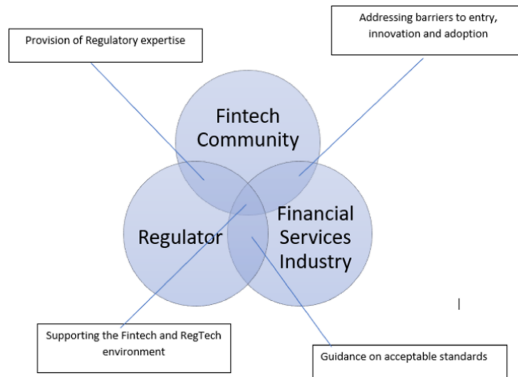 Addressing barriers to entry,
innovation and adoption
Provision of Regulatory expertise
Fintech
Community
Regulator
Financial
Services
Industry
Supporting the Fintech and RegTech
environment
Guidance on acceptable standards